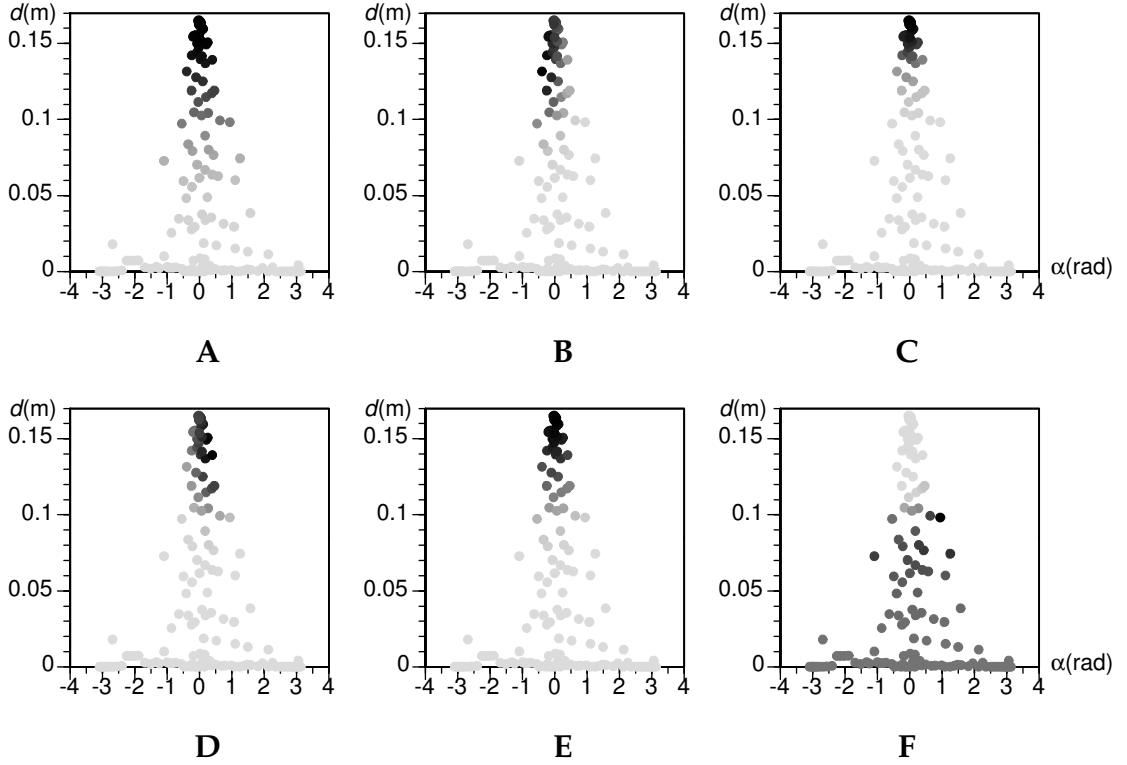 d(m) d(m) d(m)
0.15 0.15 0.15
0.1 0.1 0.1
0.05 0.05 0.05
0 0 0 α(rad)
-4 -3 -2 -1 0 1 2 3 4 -4 -3 -2 -1 0 1 2 3 4 -4 -3 -2 -1 0 1 2 3 4
A B C
d(m) d(m) d(m)
0.15 0.15 0.15
0.1 0.1 0.1
0.05 0.05 0.05
0 0 0 α(rad)
-4 -3 -2 -1 0 1 2 3 4 -4 -3 -2 -1 0 1 2 3 4 -4 -3 -2 -1 0 1 2 3 4
D E F